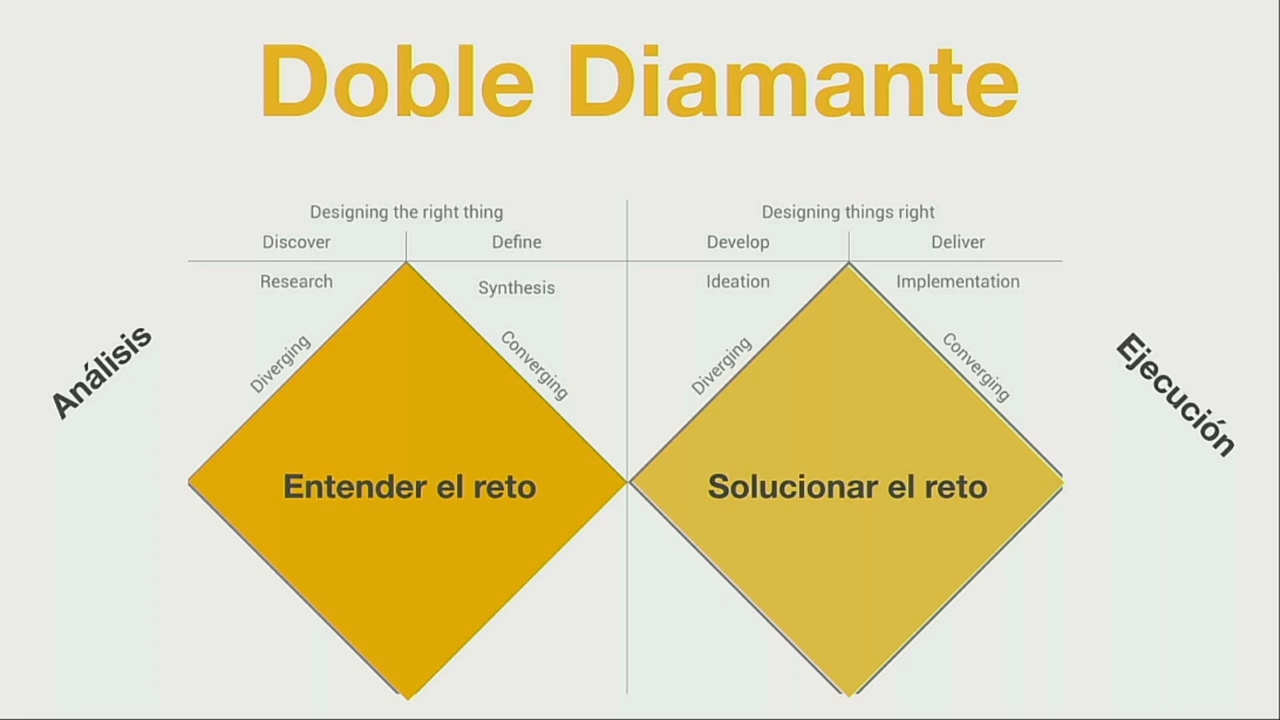 Doble Diamante
Designing the right thing
Designing things right
Discover
Define
Develop
Deliver
Research
Synthesis
Ideation
Implementation
Análisis
Diverging
Converging
Diverging
Converging
Ejecución
Entender el reto
Solucionar el reto